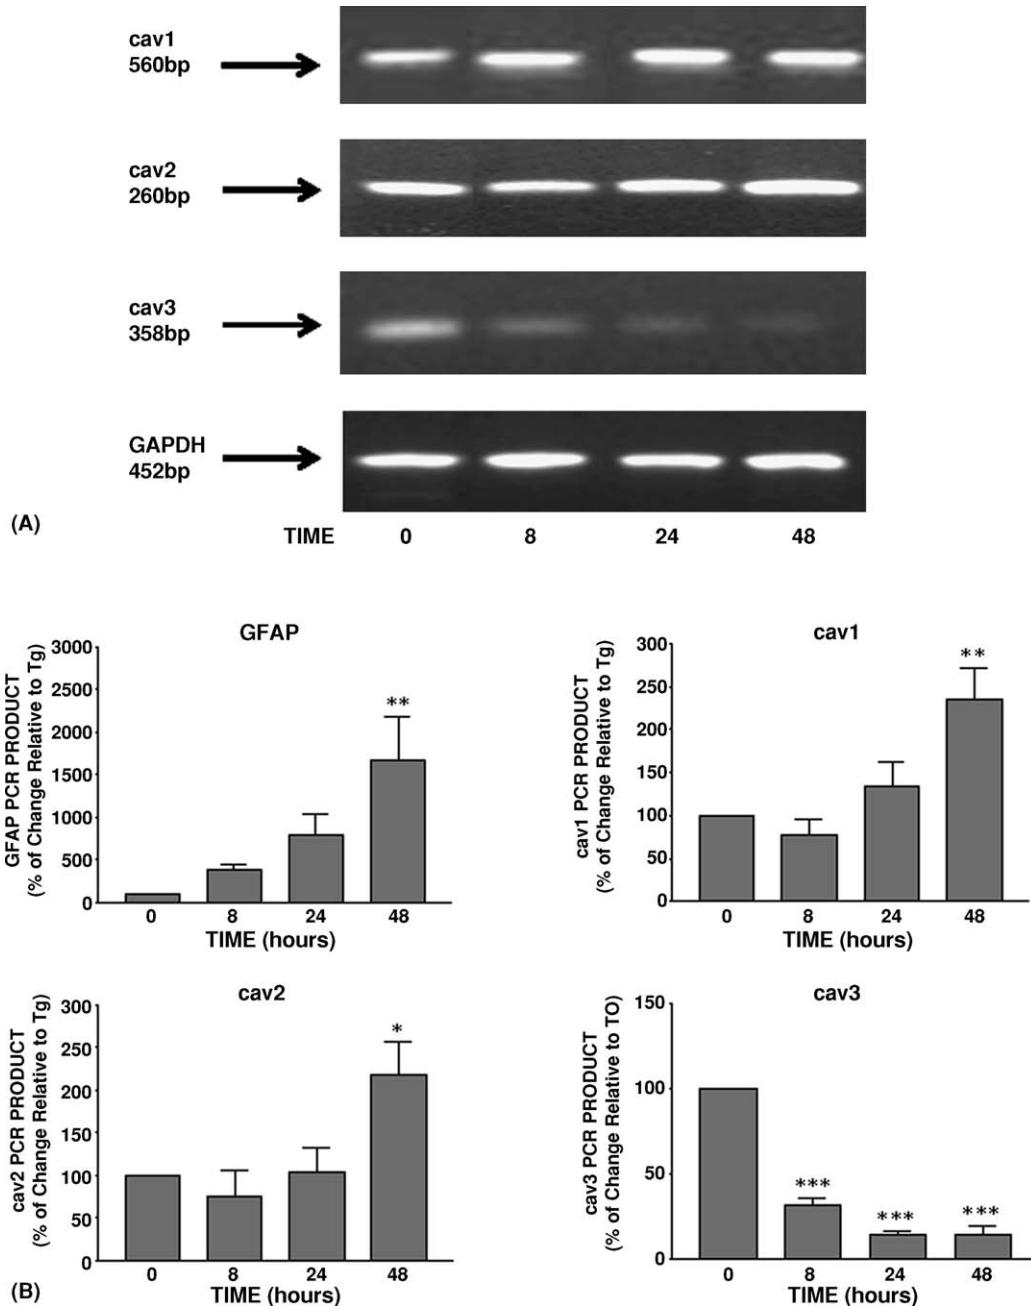 cav1
560bp
cav2
260bp
cav3
358bp
GAPDH
452bp
(A)
TIME 0 8 24 48
GFAP
GFAP PCR PRODUCT
(% of Change Relative to Tg)
3000
2500
2000
1500
1000
500
0
**
0 8 24 48
TIME (hours)
cav1
cav1 PCR PRODUCT
(% of Change Relative to Tg)
300
250
200
150
100
50
0
**
0 8 24 48
TIME (hours)
cav2
cav2 PCR PRODUCT
(% of Change Relative to Tg)
300
250
200
150
100
50
0
*
0 8 24 48
TIME (hours)
cav3
cav3 PCR PRODUCT
(% of Change Relative to TO)
150
100
50
0
*** *** ***
0 8 24 48
TIME (hours)
(B)